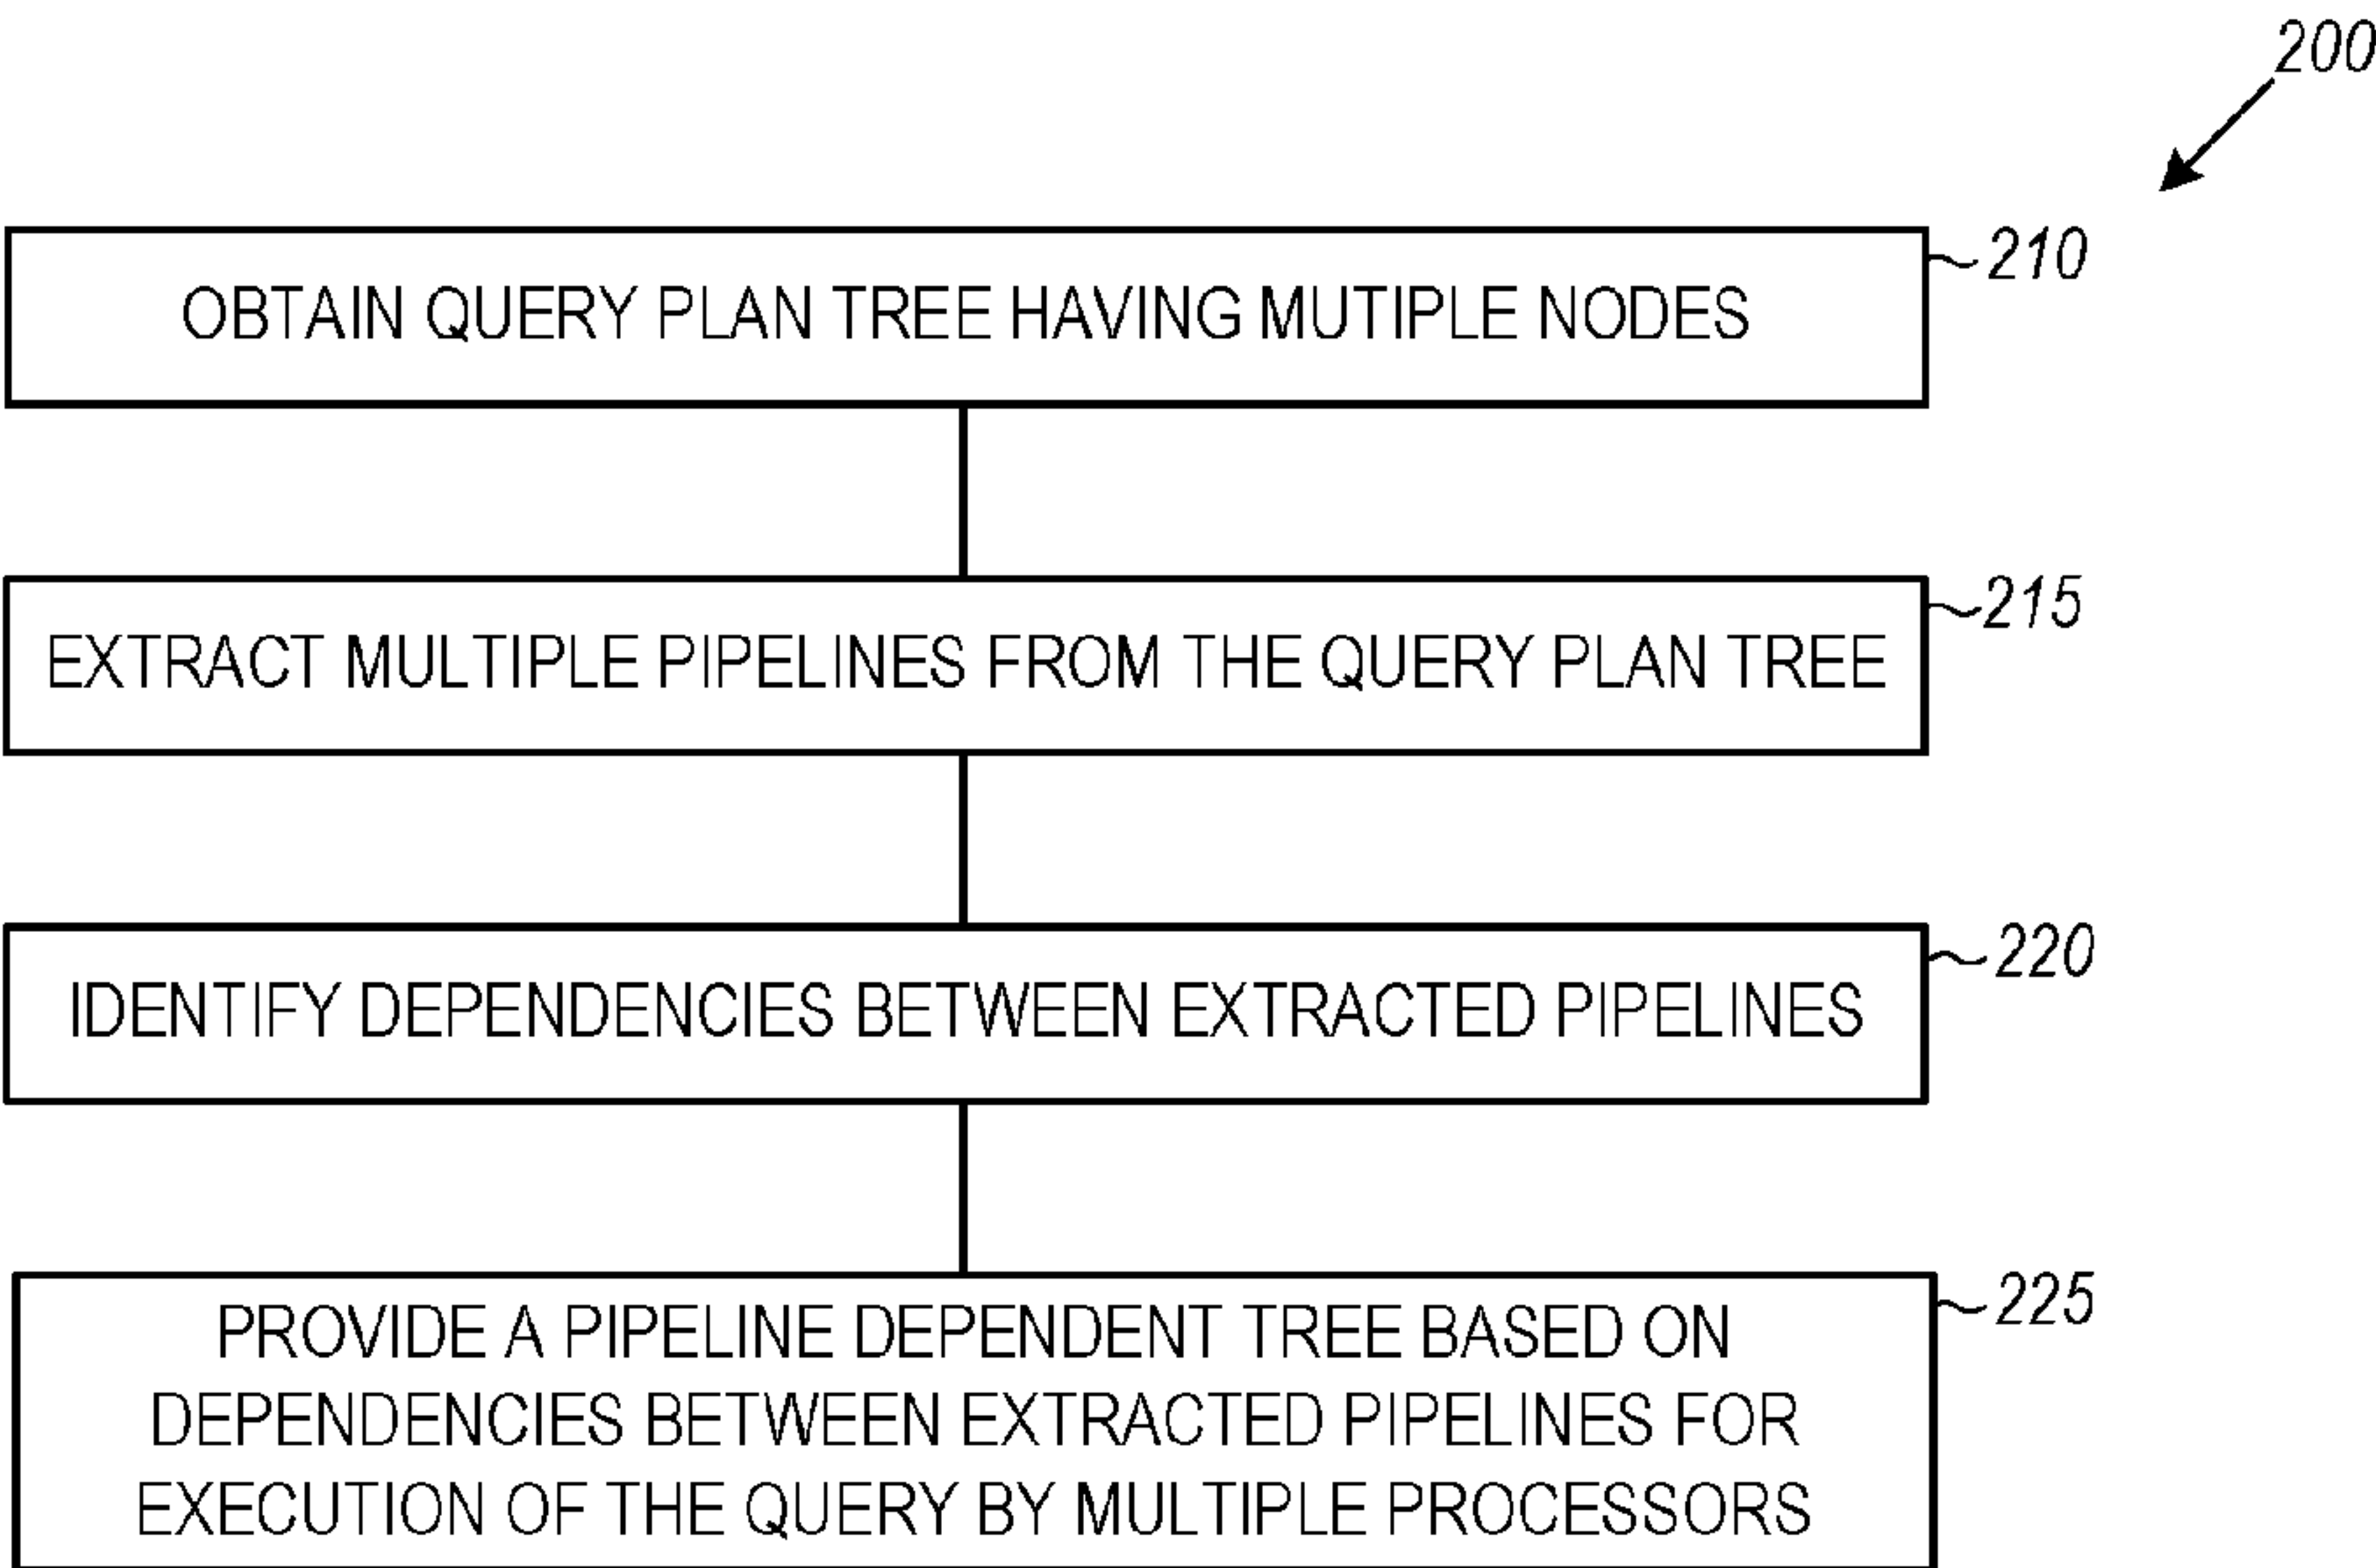 200
OBTAIN QUERY PLAN TREE HAVING MUTIPLE NODES
210
EXTRACT MULTIPLE PIPELINES FROM THE QUERY PLAN TREE
215
IDENTIFY DEPENDENCIES BETWEEN EXTRACTED PIPELINES
220
PROVIDE A PIPELINE DEPENDENT TREE BASED ON
DEPENDENCIES BETWEEN EXTRACTED PIPELINES FOR
EXECUTION OF THE QUERY BY MULTIPLE PROCESSORS
225